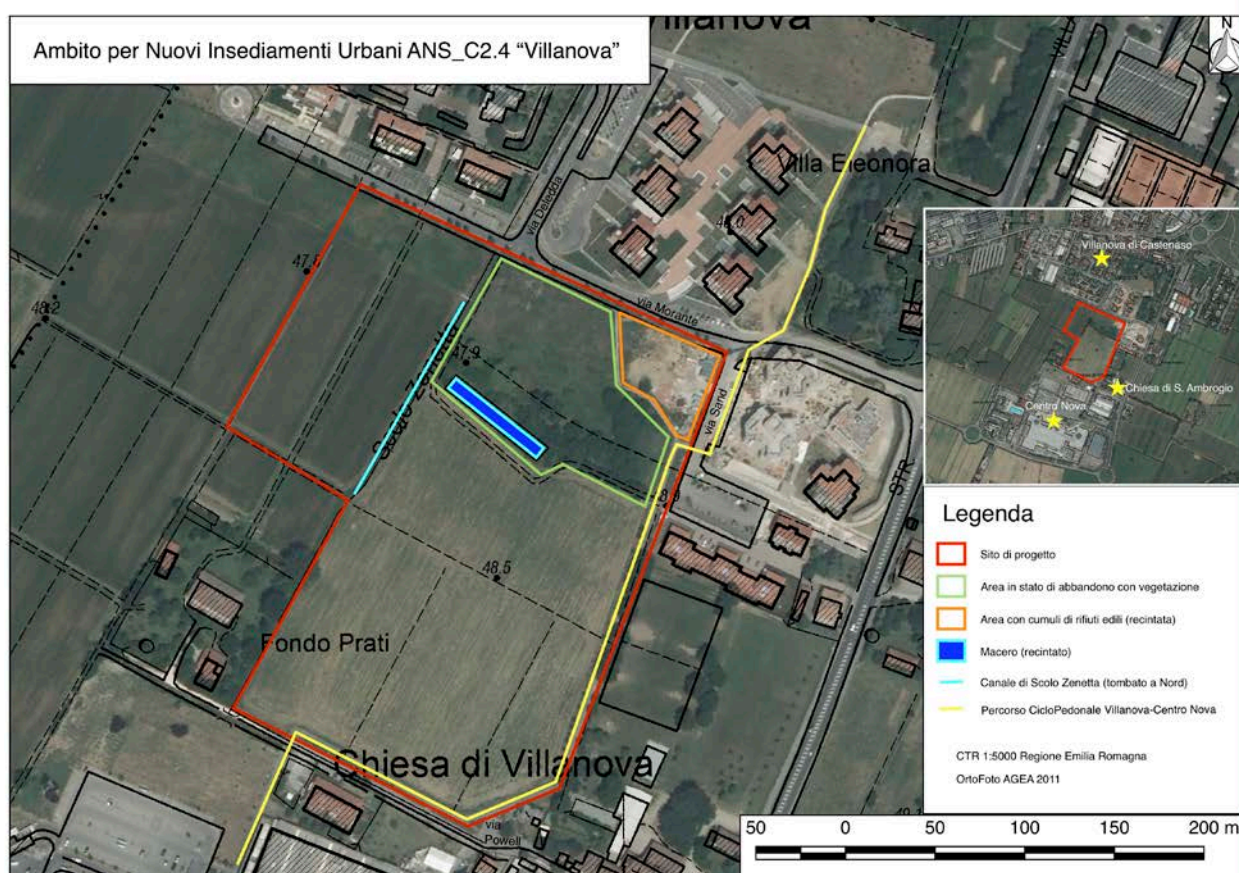 Villanova
Ambito per Nuovi Insediamenti Urbani ANS_C2.4 “Villanova”
N
Villa Eleonora
via Deledda
via Morante
via Sand
STR
47.9
48.2
48.5
Fondo Prati
Chiesa di Villanova
via
Powell
Villanova di Castenaso
Chiesa di S. Ambrogio
Centro Nova
Legenda
Sito di progetto
Area in stato di abbandono con vegetazione
Area con cumuli di rifiuti edili (recintata)
Macero (recintato)
Canale di Scolo Zenetta (tombato a Nord)
Percorso CicloPedonale Villanova-Centro Nova
CTR 1:5000 Regione Emilia Romagna
OrtoFoto AGEA 2011
50 0 50 100 150 200 m